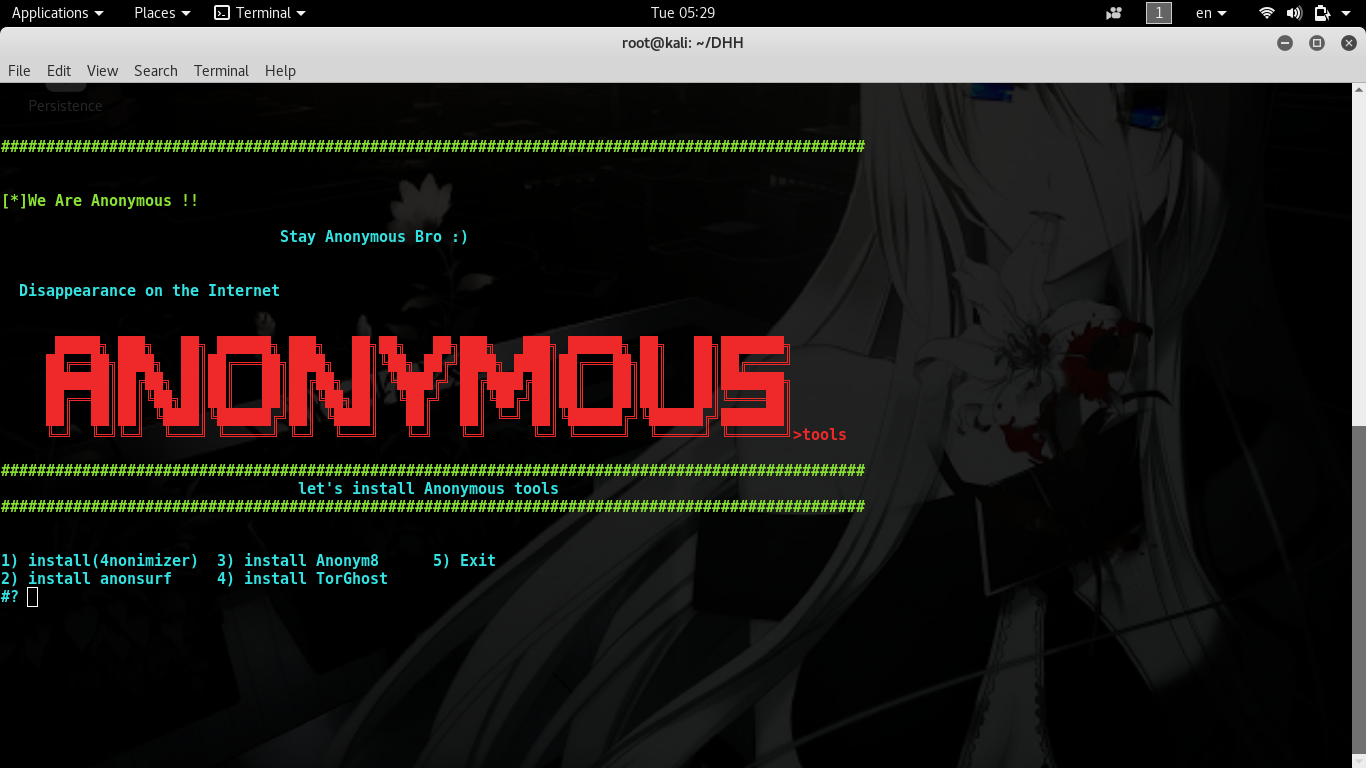 Applications Places Terminal Tue 05:29 1 en
root@kali: ~/DHH
File Edit View Search Terminal Help
Persistence
################################################################################################
[*]We Are Anonymous !!
Stay Anonymous Bro :)
Disappearance on the Internet
ANONYMOUS
>tools
################################################################################################
let's install Anonymous tools
################################################################################################
1) install(4nonimizer) 3) install Anonym8 5) Exit
2) install anonsurf 4) install TorGhost
#?